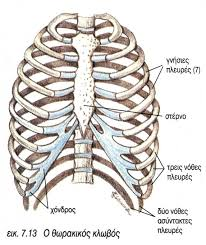 γνήσιες
πλευρές (7)
στέρνο
τρεις νόθες
πλευρές
χόνδρος
δύο νόθες
ασύντακτες
πλευρές
εικ. 7.13 Ο θωρακικός κλωβός